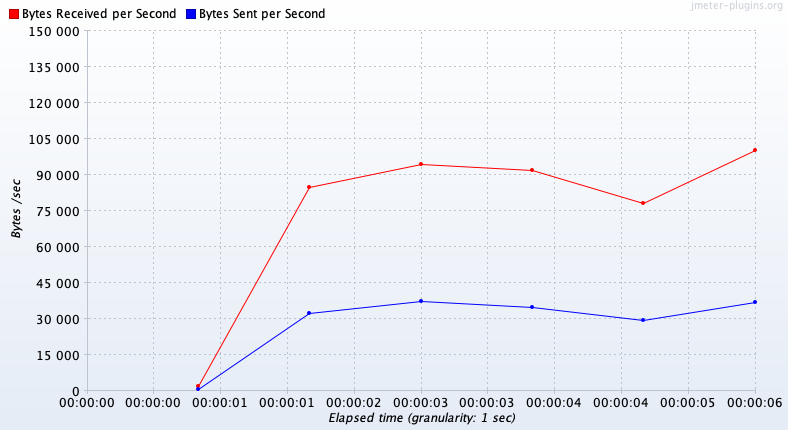 jmeter-plugins.org
Bytes Received per Second Bytes Sent per Second
150 000
135 000
120 000
105 000
90 000
75 000
60 000
45 000
30 000
15 000
0
Bytes /sec
00:00:00 00:00:00 00:00:01 00:00:01 00:00:02 00:00:03 00:00:03 00:00:04 00:00:04 00:00:05 00:00:06
Elapsed time (granularity: 1 sec)